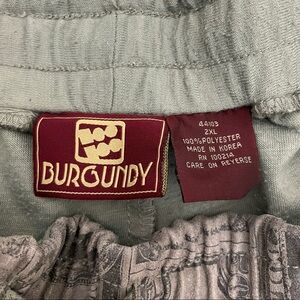 BURGUNDY
44103
2XL
100% POLYESTER
MADE IN KOREA
RN 100214
CARE ON REVERSE